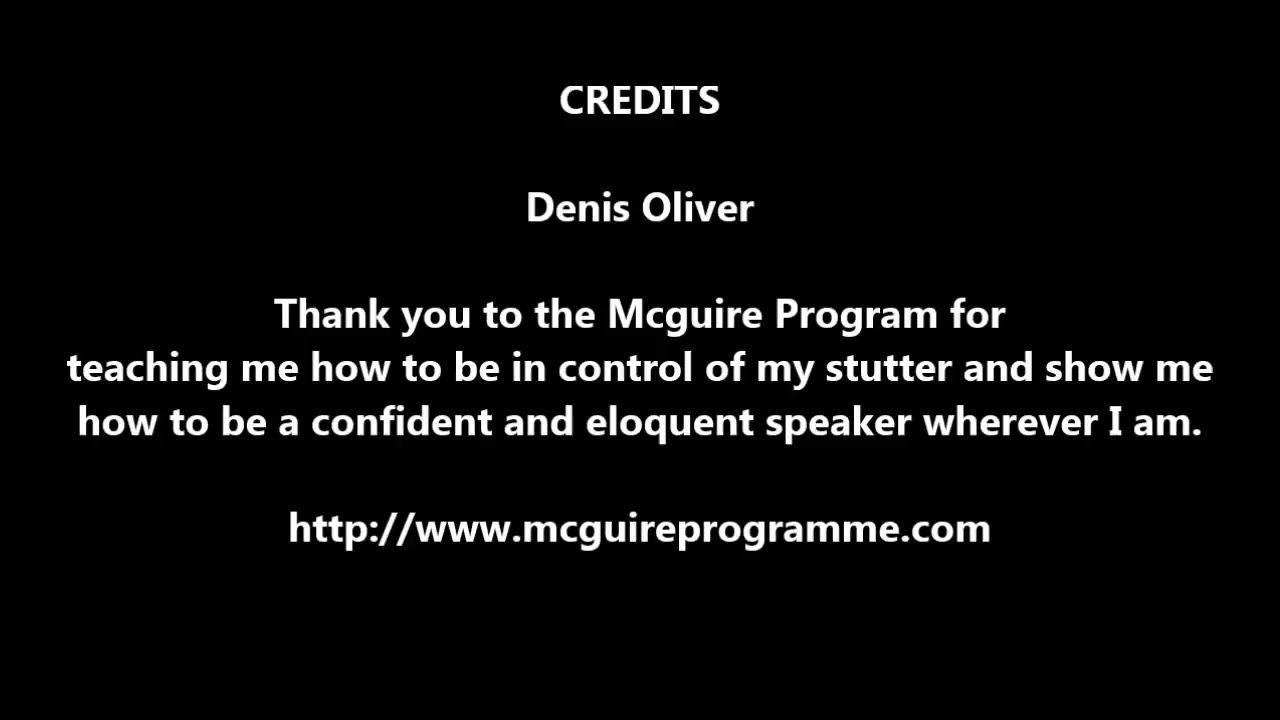 CREDITS
Denis Oliver
Thank you to the Mcguire Program for
teaching me how to be in control of my stutter and show me
how to be a confident and eloquent speaker wherever I am.
http://www.mcguireprogramme.com